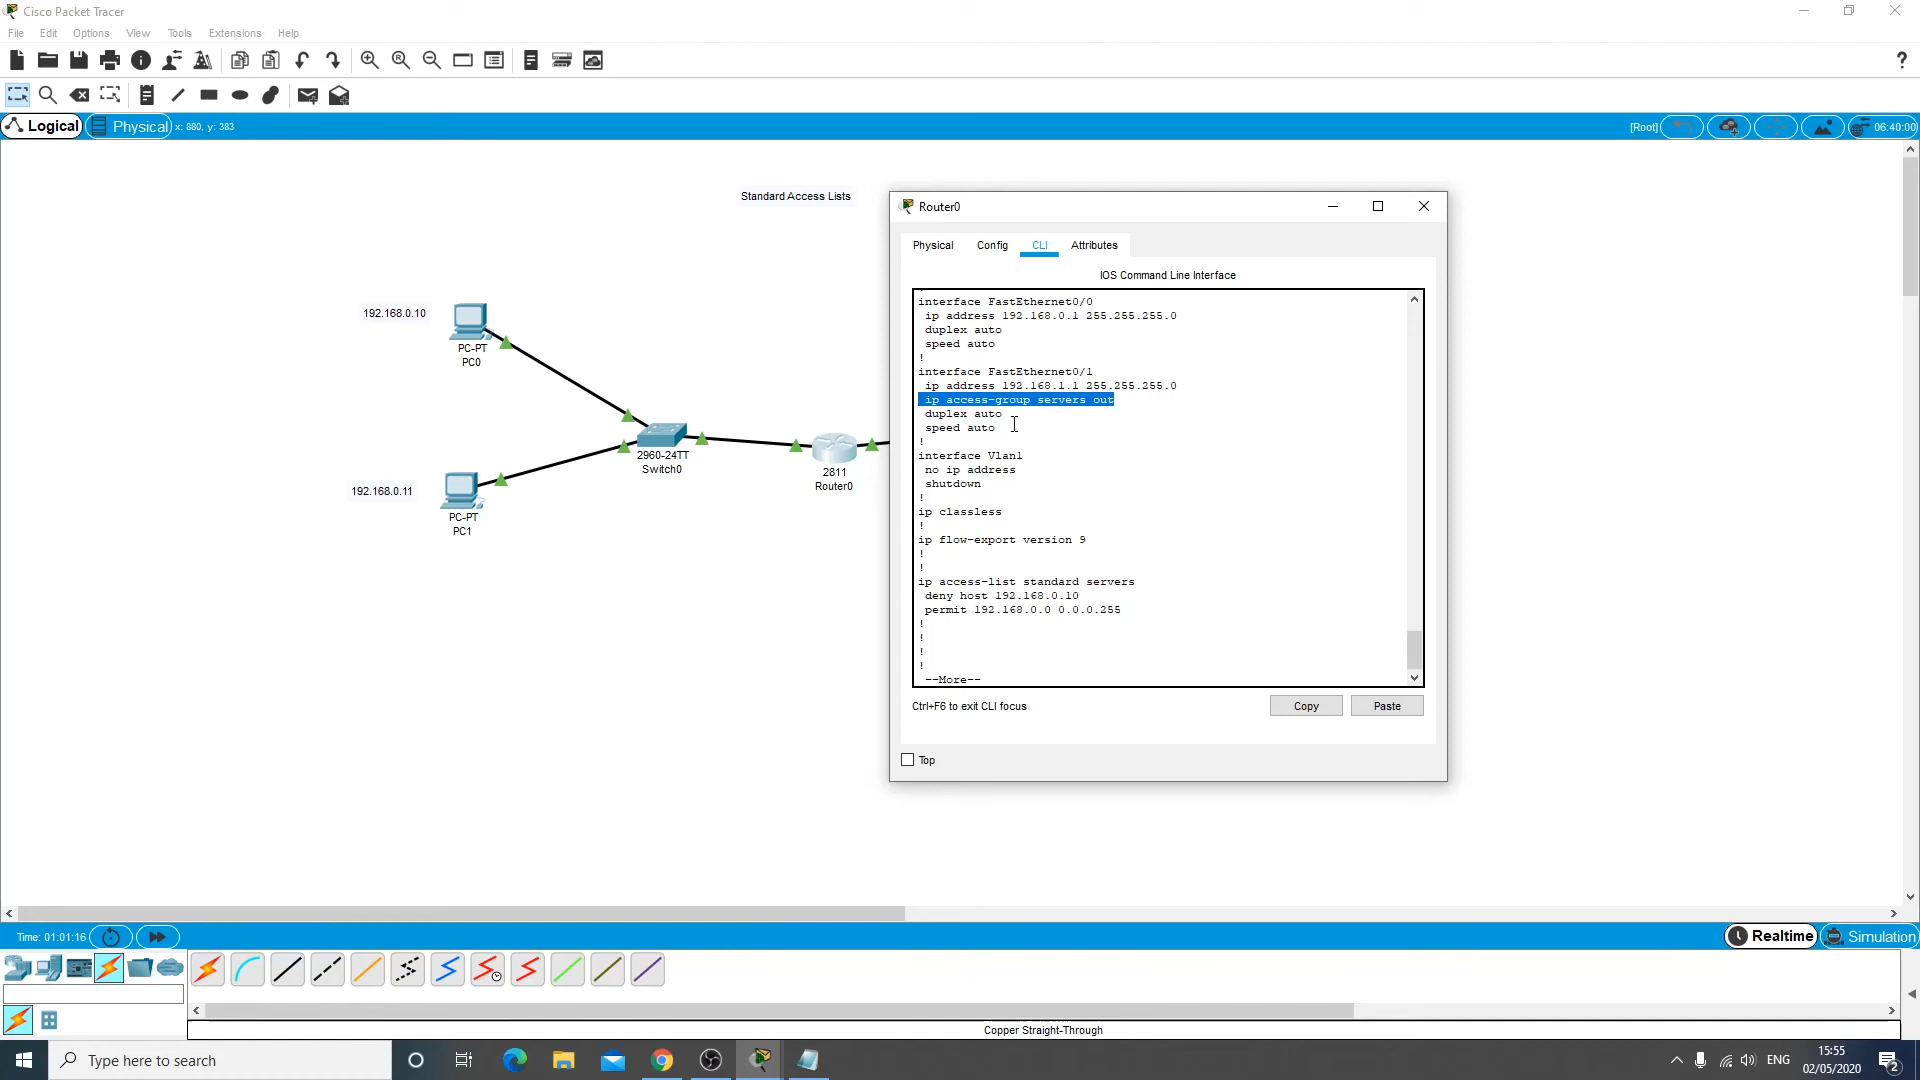 Cisco Packet Tracer
File Edit Options View Tools Extensions Help
?
Logical Physical x: 880, y: 383 [Root] 06:40:00
Standard Access Lists
192.168.0.10
PC-PT
PC0
192.168.0.11
PC-PT
PC1
2960-24TT
Switch0
2811
Router0
Router0
Physical Config CLI Attributes
IOS Command Line Interface
!
interface FastEthernet0/0
ip address 192.168.0.1 255.255.255.0
duplex auto
speed auto
!
interface FastEthernet0/1
ip address 192.168.1.1 255.255.255.0
ip access-group servers out
duplex auto
speed auto
!
interface Vlan1
no ip address
shutdown
!
ip classless
!
ip flow-export version 9
!
!
ip access-list standard servers
deny host 192.168.0.10
permit 192.168.0.0 0.0.0.255
!
!
!
!
--More--
Ctrl+F6 to exit CLI focus Copy Paste
Top
Time: 01:01:16 Realtime Simulation
Copper Straight-Through
Type here to search ENG 15:55
02/05/2020 2